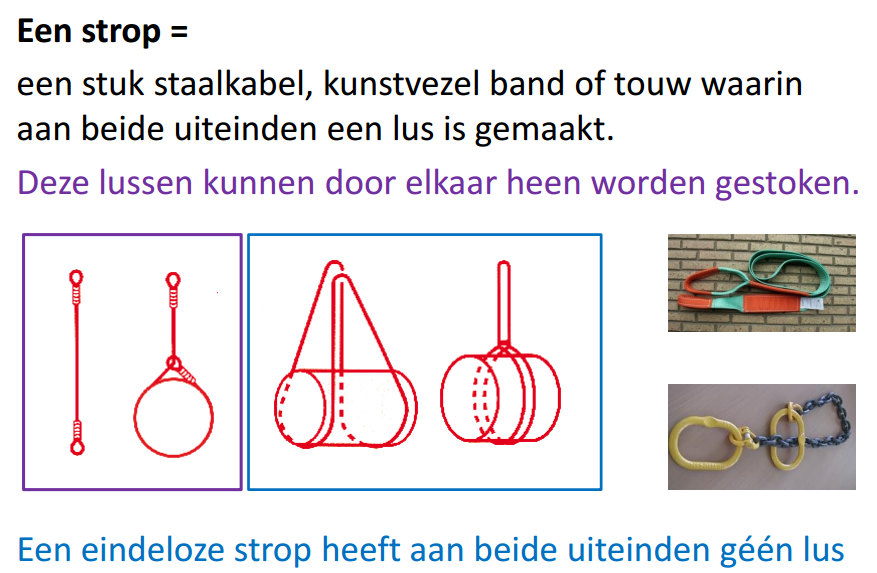 Een strop =
een stuk staalkabel, kunstvezel band of touw waarin
aan beide uiteinden een lus is gemaakt.
Deze lussen kunnen door elkaar heen worden gestoken.
Een eindeloze strop heeft aan beide uiteinden géén lus